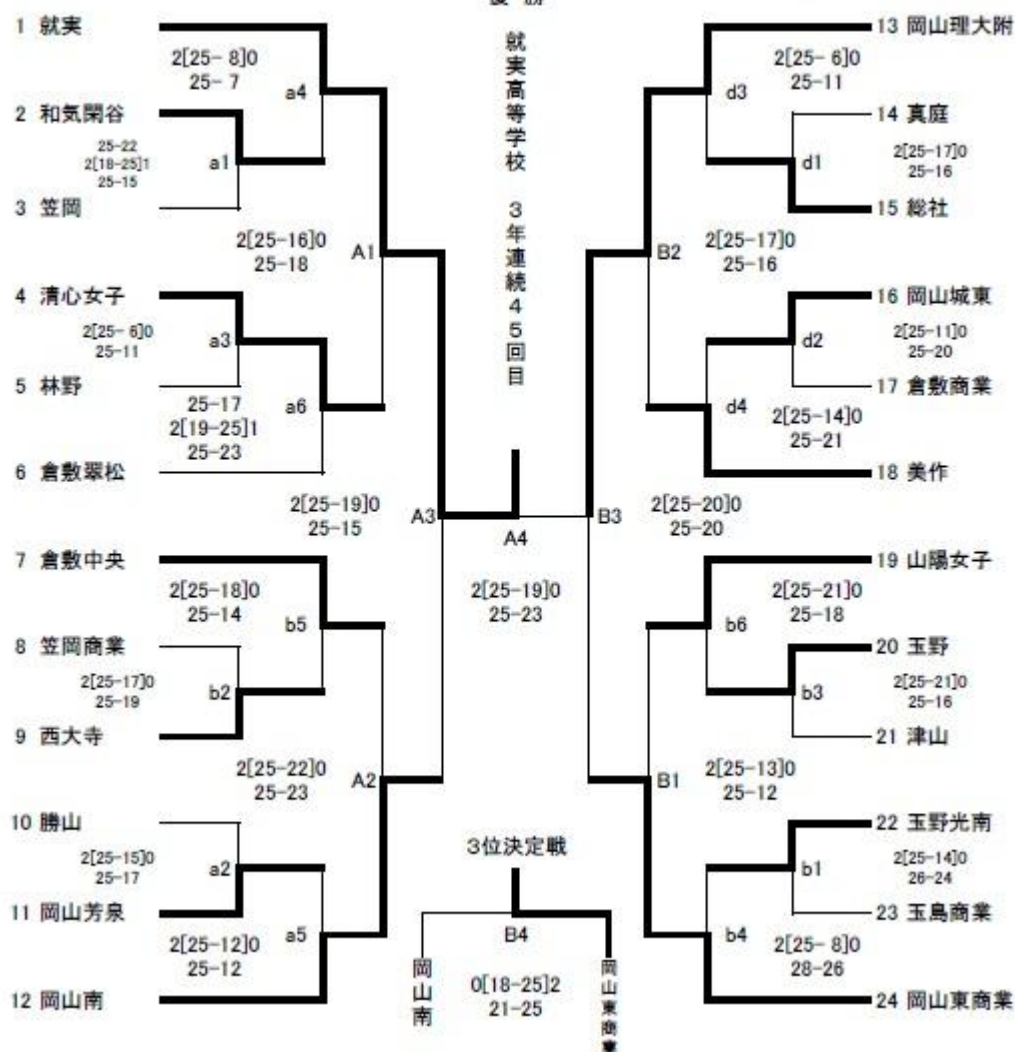 優 勝
就実高等学校　３年連続４５回目
1 就実
2[25- 8]0
25- 7
a4
2 和気閑谷
25-22
2[18-25]1
25-15
a1
3 笠岡
2[25-16]0
25-18
A1
4 清心女子
2[25- 6]0
25-11
a3
5 林野
25-17
2[19-25]1
25-23
a6
6 倉敷翠松
2[25-19]0
25-15
A3
7 倉敷中央
2[25-18]0
25-14
b5
8 笠岡商業
2[25-17]0
25-19
b2
9 西大寺
2[25-22]0
25-23
A2
10 勝山
2[25-15]0
25-17
a2
11 岡山芳泉
2[25-12]0
25-12
a5
12 岡山南
A4
2[25-19]0
25-23
3位決定戦
B4
岡山南
0[18-25]2
21-25
岡山東商業
13 岡山理大附
2[25- 6]0
25-11
d3
14 真庭
2[25-17]0
25-16
d1
15 総社
B2
2[25-17]0
25-16
16 岡山城東
2[25-11]0
25-20
d2
17 倉敷商業
d4
2[25-14]0
25-21
18 美作
B3
2[25-20]0
25-20
19 山陽女子
2[25-21]0
25-18
b6
20 玉野
2[25-21]0
25-16
b3
21 津山
B1
2[25-13]0
25-12
22 玉野光南
2[25-14]0
26-24
b1
23 玉島商業
b4
2[25- 8]0
28-26
24 岡山東商業